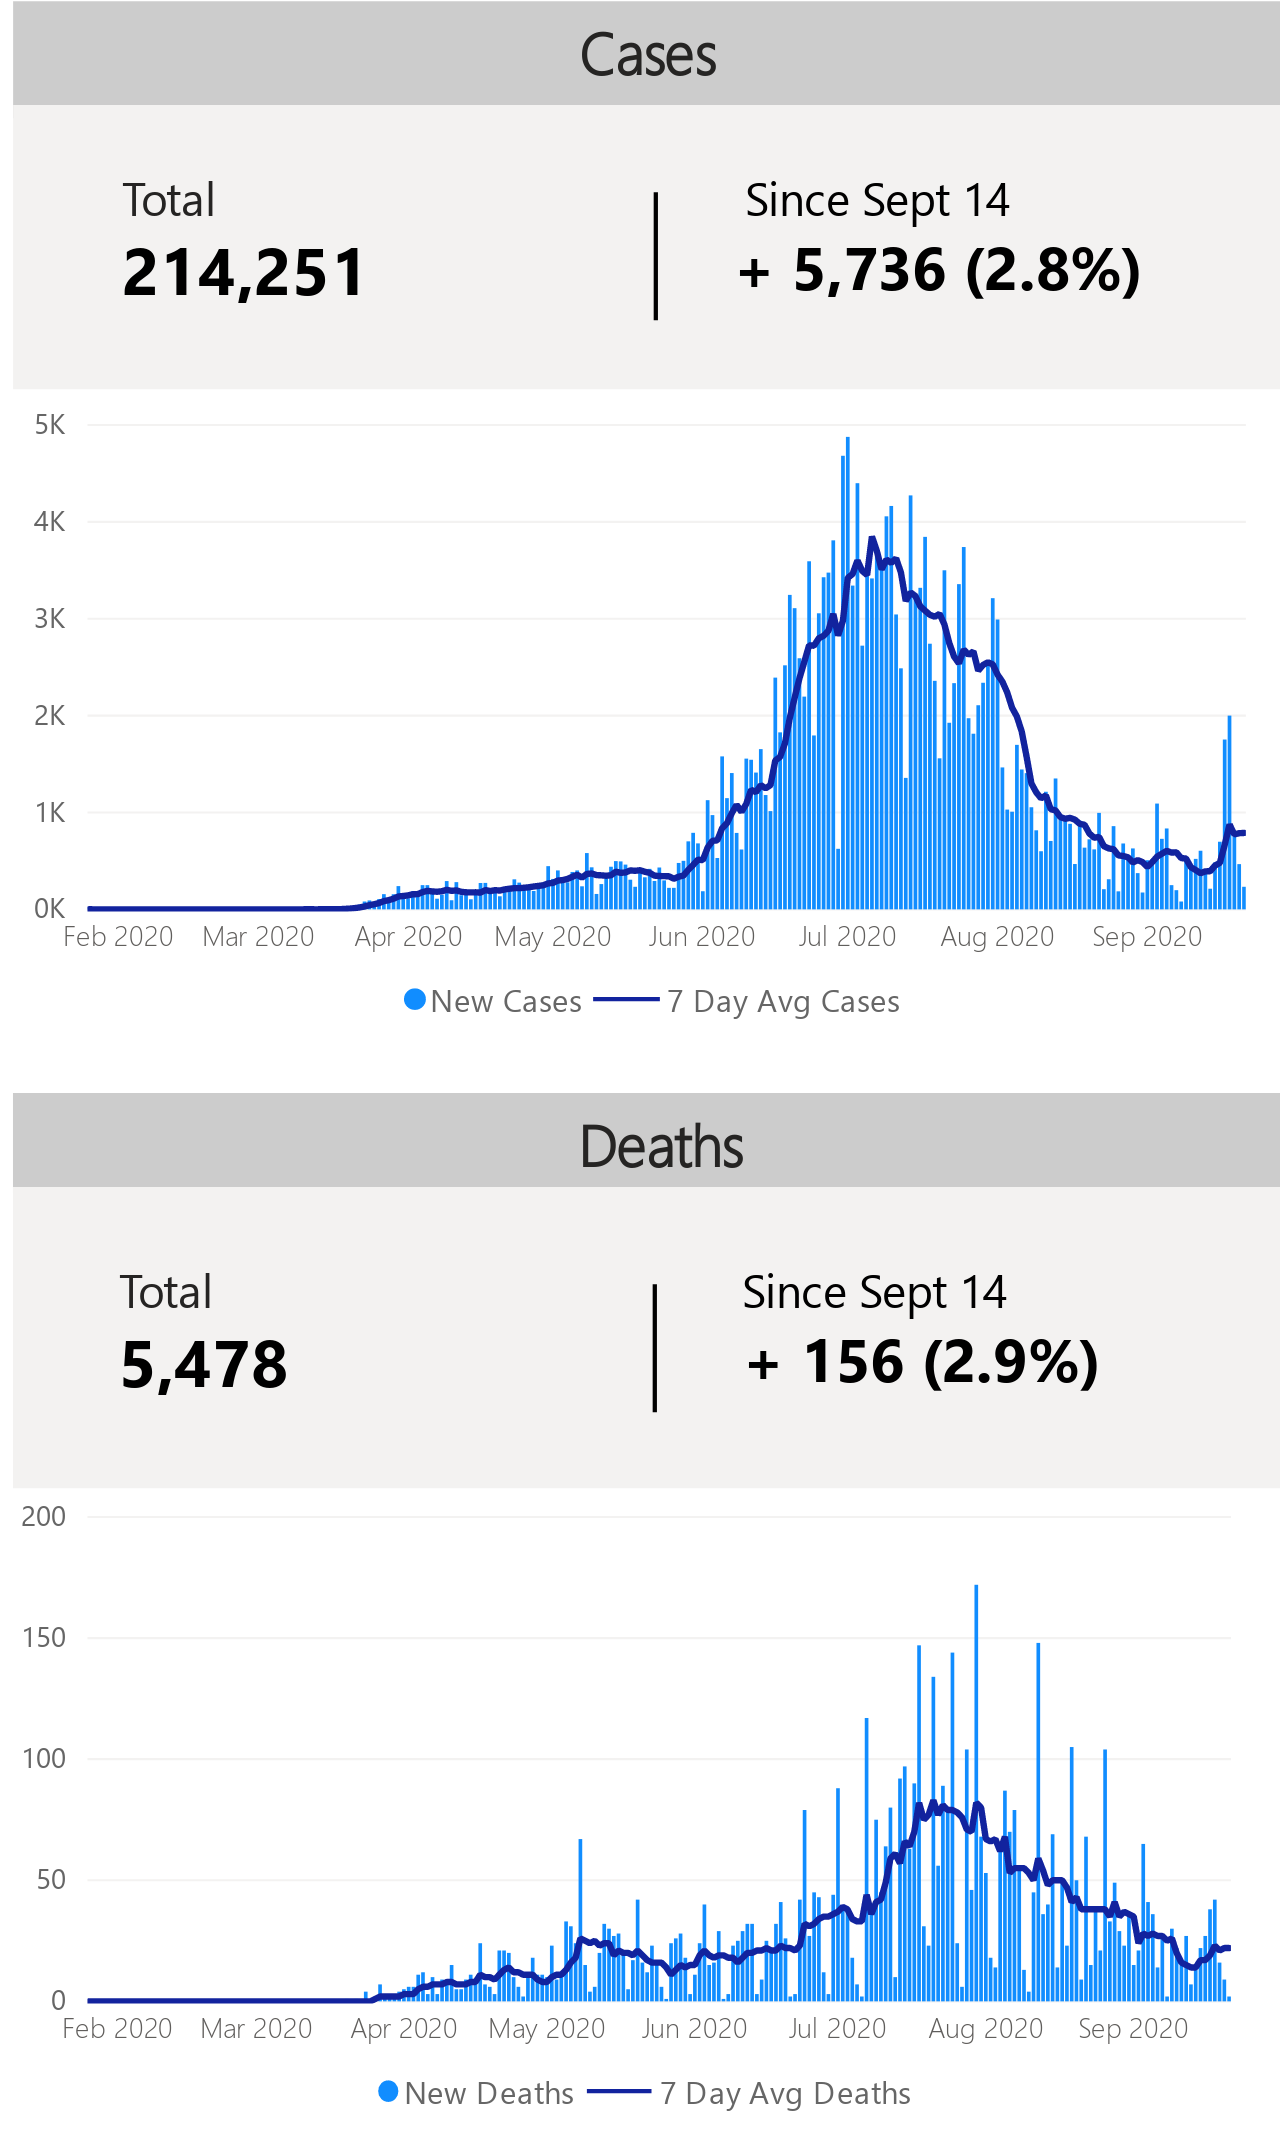 Cases
Total
Since Sept 14
214,251
+ 5,736 (2.8%)
5K
4K
3K
2K
1K
0K
Feb 2020 Mar 2020 Apr 2020 May 2020 Jun 2020 Jul 2020 Aug 2020 Sep 2020
New Cases 7 Day Avg Cases
Deaths
Total
Since Sept 14
5,478
+ 156 (2.9%)
200
150
100
50
0
Feb 2020 Mar 2020 Apr 2020 May 2020 Jun 2020 Jul 2020 Aug 2020 Sep 2020
New Deaths 7 Day Avg Deaths